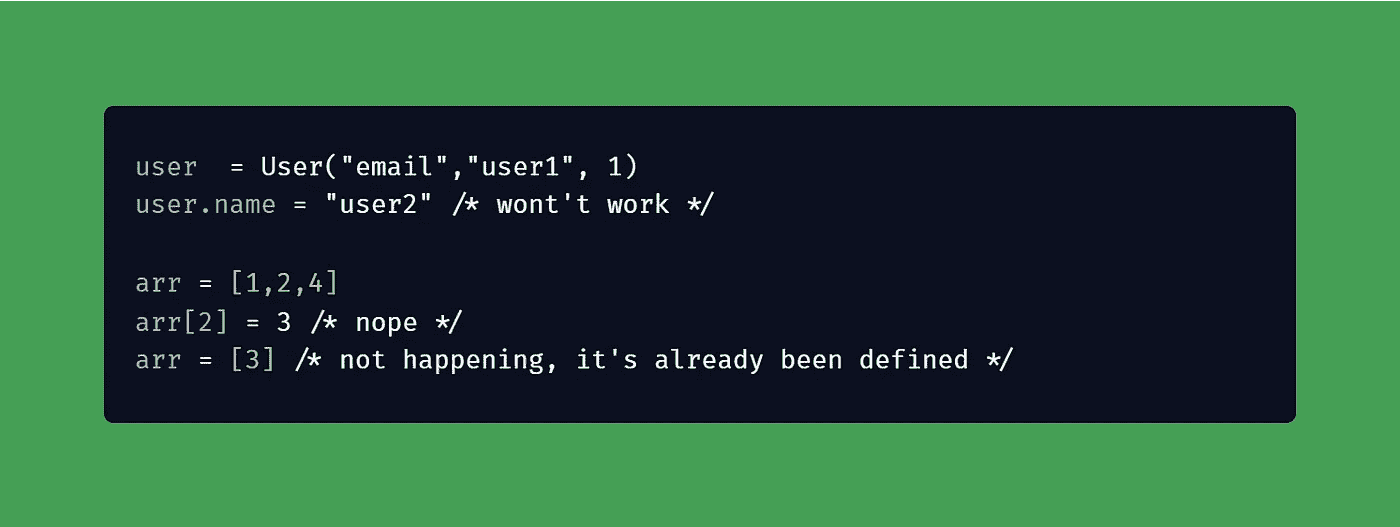 user  = User("email","user1", 1)
user.name = "user2" /* wont't work */
arr = [1,2,4]
arr[2] = 3 /* nope */
arr = [3] /* not happening, it's already been defined */